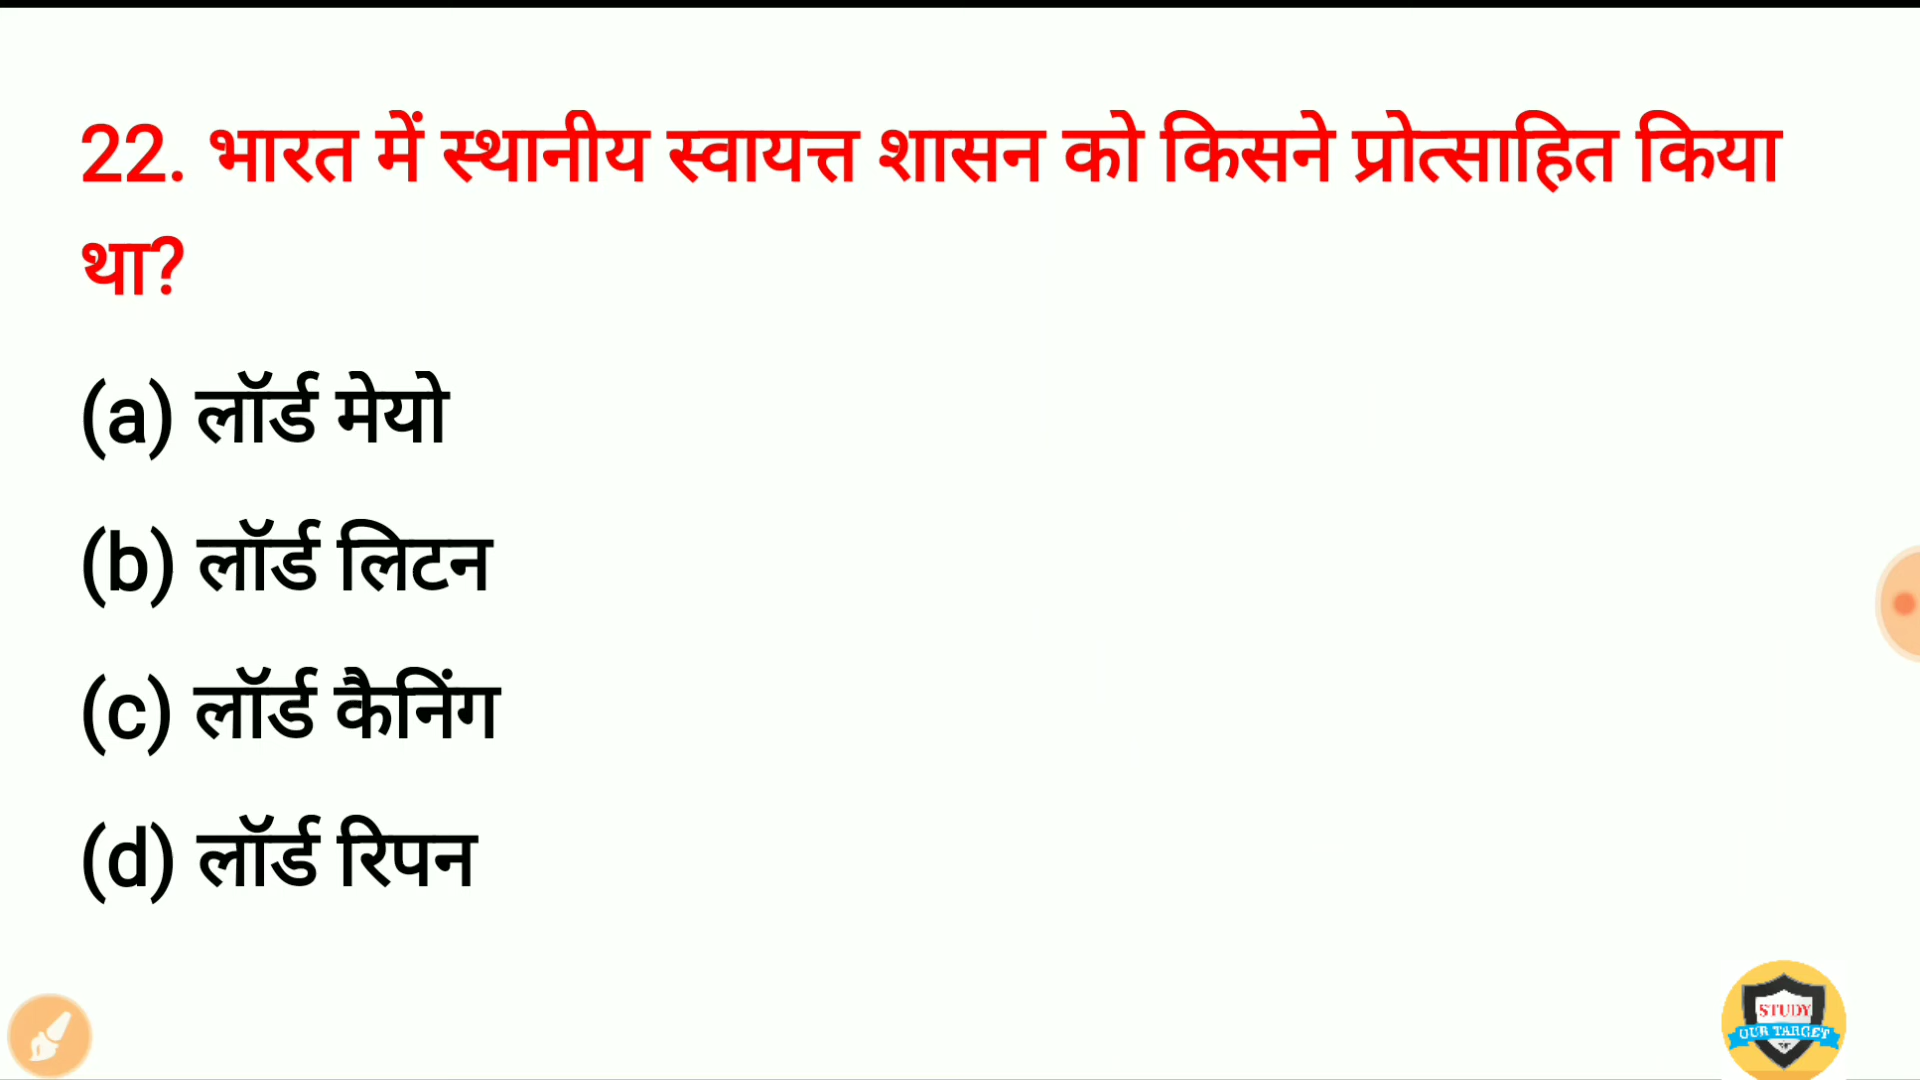 22. भारत में स्थानीय स्वायत्त शासन को किसने प्रोत्साहित किया
था?
(a) लॉर्ड मेयो
(b) लॉर्ड लिटन
(c) लॉर्ड कैनिंग
(d) लॉर्ड रिपन
STUDY
OUR TARGET